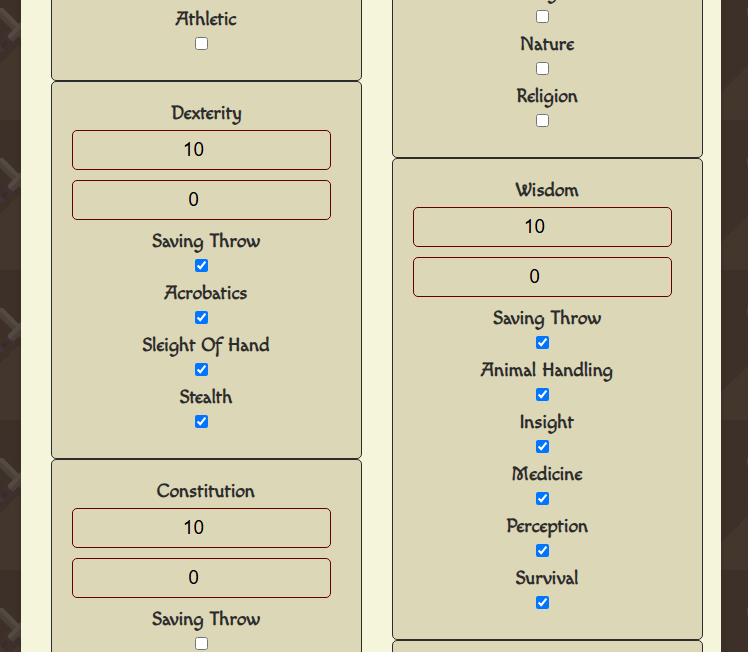 Athletic
Dexterity
10
0
Saving Throw
Acrobatics
Sleight Of Hand
Stealth
Constitution
10
0
Saving Throw
Nature
Religion
Wisdom
10
0
Saving Throw
Animal Handling
Insight
Medicine
Perception
Survival